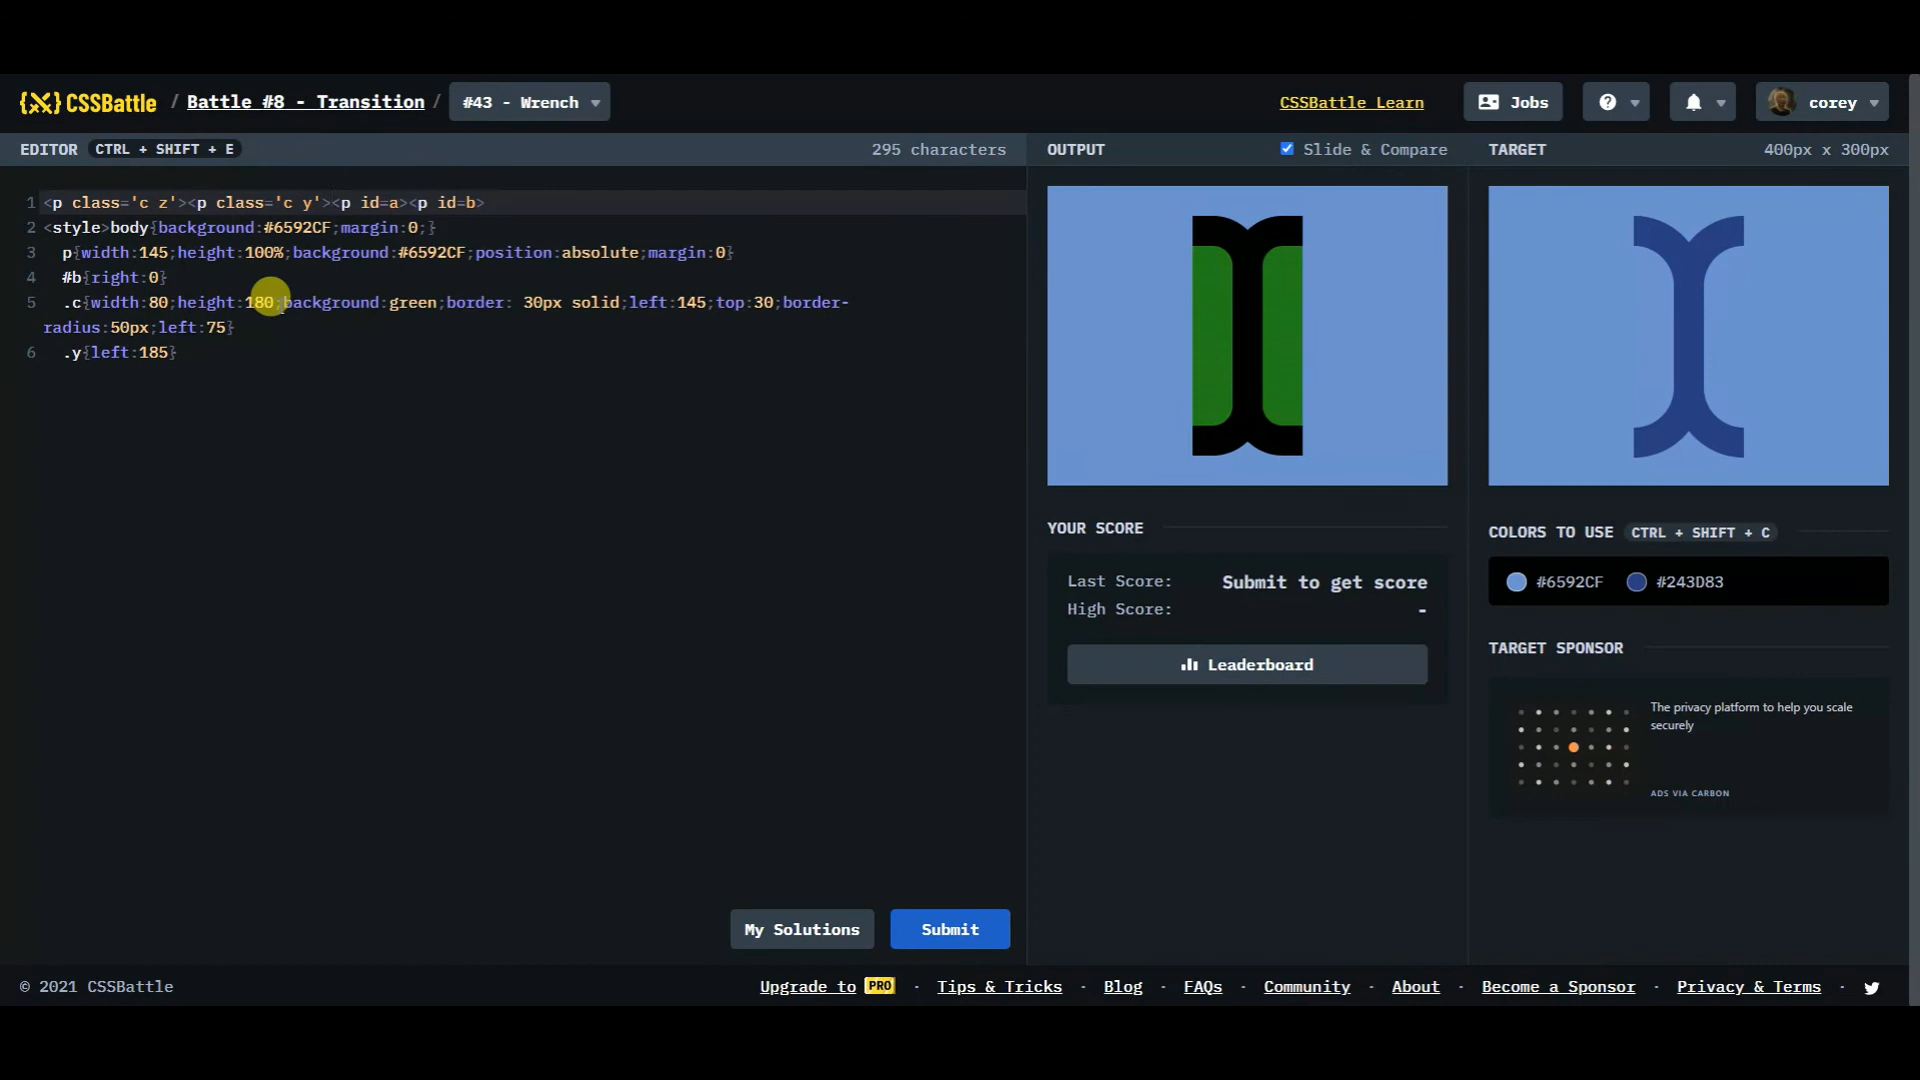 {X} CSSBattle / Battle #8 - Transition / #43 - Wrench CSSBattle Learn Jobs corey
EDITOR CTRL + SHIFT + E 295 characters OUTPUT Slide & Compare TARGET 400px x 300px
1 <p class='c z'><p class='c y'><p id=a><p id=b>
2 <style>body{background:#6592CF;margin:0;}
3 p{width:145;height:100%;background:#6592CF;position:absolute;margin:0}
4 #b{right:0}
5 .c{width:80;height:180;background:green;border: 30px solid;left:145;top:30;border-
radius:50px;left:75}
6 .y{left:185}
YOUR SCORE
Last Score: Submit to get score
High Score: -
Leaderboard
COLORS TO USE CTRL + SHIFT + C
#6592CF #243D83
TARGET SPONSOR
The privacy platform to help you scale
securely
ADS VIA CARBON
My Solutions Submit
© 2021 CSSBattle Upgrade to PRO · Tips & Tricks · Blog · FAQs · Community · About · Become a Sponsor · Privacy & Terms ·